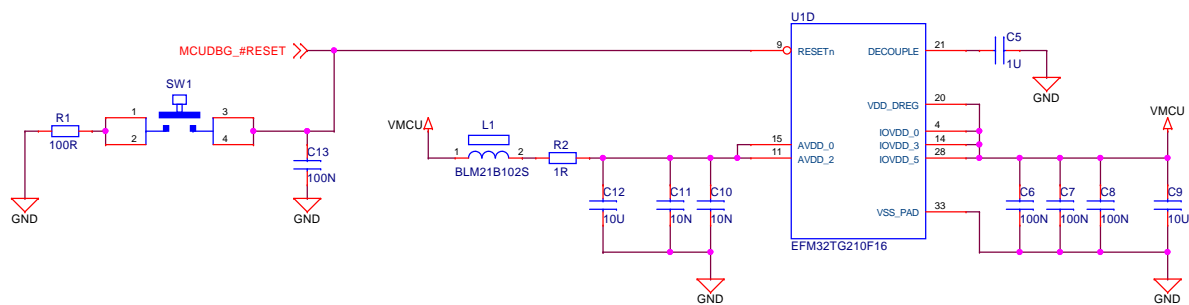 U1D
MCUDBG_#RESET
9
RESETn
DECOUPLE
21
C5
1U
GND
SW1
R1
100R
1
2
3
4
C13
100N
GND
GND
VMCU
L1
1
2
BLM21B102S
R2
1R
15
11
AVDD_0
AVDD_2
VDD_DREG
20
IOVDD_0
4
IOVDD_3
14
IOVDD_5
28
VMCU
C12
10U
C11
10N
C10
10N
GND
VSS_PAD
33
C6
100N
C7
100N
C8
100N
C9
10U
EFM32TG210F16
GND